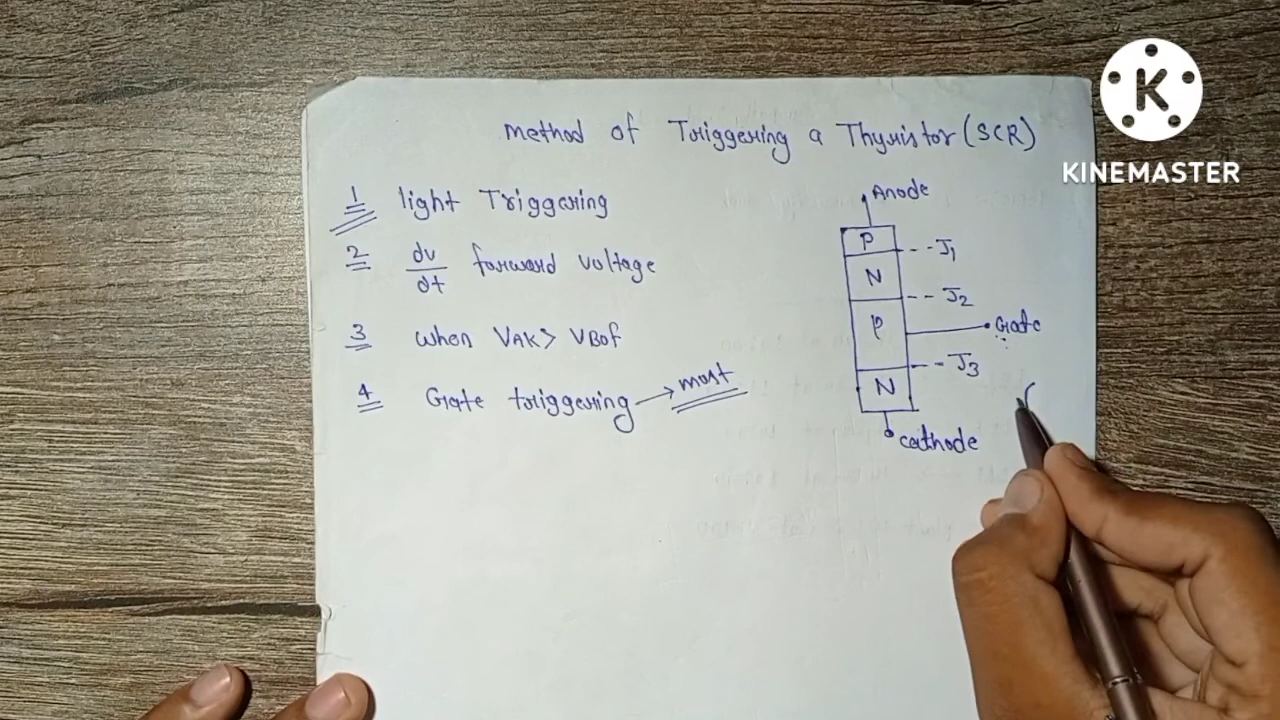 Method of Triggering a Thyristor (SCR)
1 light Triggering
2 dv/dt forward voltage
3 when VAK > VBOf
4 Gate triggering → most
Anode
P
J1
N
J2
P
Gate
J3
N
cathode
K
KINEMASTER